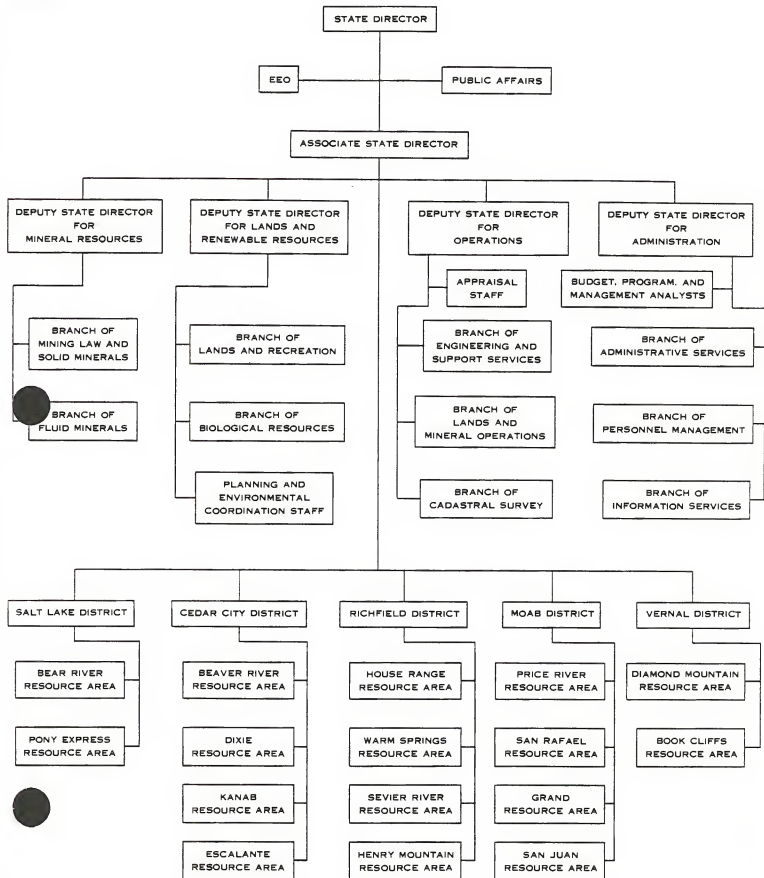 STATE DIRECTOR
EEO
PUBLIC AFFAIRS
ASSOCIATE STATE DIRECTOR
DEPUTY STATE DIRECTOR
FOR
MINERAL RESOURCES
DEPUTY STATE DIRECTOR
FOR LANDS AND
RENEWABLE RESOURCES
DEPUTY STATE DIRECTOR
FOR
OPERATIONS
DEPUTY STATE DIRECTOR
FOR
ADMINISTRATION
BRANCH OF
MINING LAW AND
SOLID MINERALS
BRANCH OF
FLUID MINERALS
BRANCH OF
LANDS AND RECREATION
BRANCH OF
BIOLOGICAL RESOURCES
PLANNING AND
ENVIRONMENTAL
COORDINATION STAFF
APPRAISAL
STAFF
BRANCH OF
ENGINEERING AND
SUPPORT SERVICES
BRANCH OF
LANDS AND
MINERAL OPERATIONS
BRANCH OF
CADASTRAL SURVEY
BUDGET, PROGRAM, AND
MANAGEMENT ANALYSTS
BRANCH OF
ADMINISTRATIVE SERVICES
BRANCH OF
PERSONNEL MANAGEMENT
BRANCH OF
INFORMATION SERVICES
SALT LAKE DISTRICT
BEAR RIVER
RESOURCE AREA
PONY EXPRESS
RESOURCE AREA
CEDAR CITY DISTRICT
BEAVER RIVER
RESOURCE AREA
DIXIE
RESOURCE AREA
KANAB
RESOURCE AREA
ESCALANTE
RESOURCE AREA
RICHFIELD DISTRICT
HOUSE RANGE
RESOURCE AREA
WARM SPRINGS
RESOURCE AREA
SEVIER RIVER
RESOURCE AREA
HENRY MOUNTAIN
RESOURCE AREA
MOAB DISTRICT
PRICE RIVER
RESOURCE AREA
SAN RAFAEL
RESOURCE AREA
GRAND
RESOURCE AREA
SAN JUAN
RESOURCE AREA
VERNAL DISTRICT
DIAMOND MOUNTAIN
RESOURCE AREA
BOOK CLIFFS
RESOURCE AREA